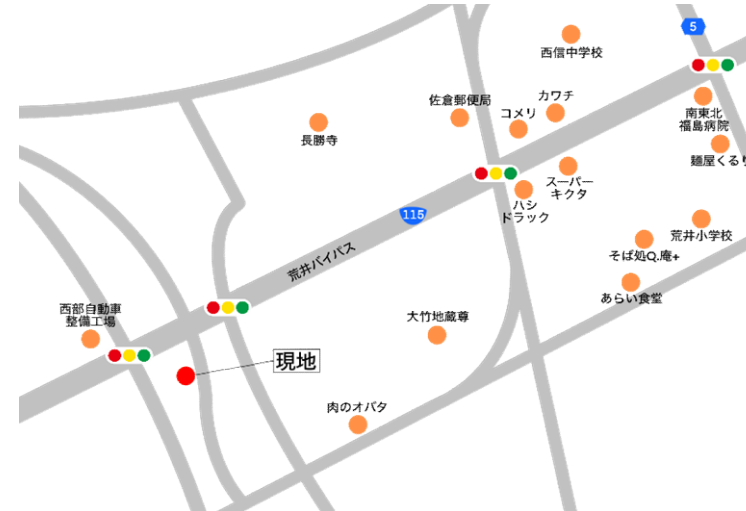 5
西信中学校
佐倉郵便局
カワチ
コメリ
南東北
福島病院
長勝寺
麺屋くるり
スーパー
キクタ
ハシ
ドラック
115
荒井バイパス
荒井小学校
そば処Q.庵+
あらい食堂
西部自動車
整備工場
大竹地蔵尊
現地
肉のオバタ